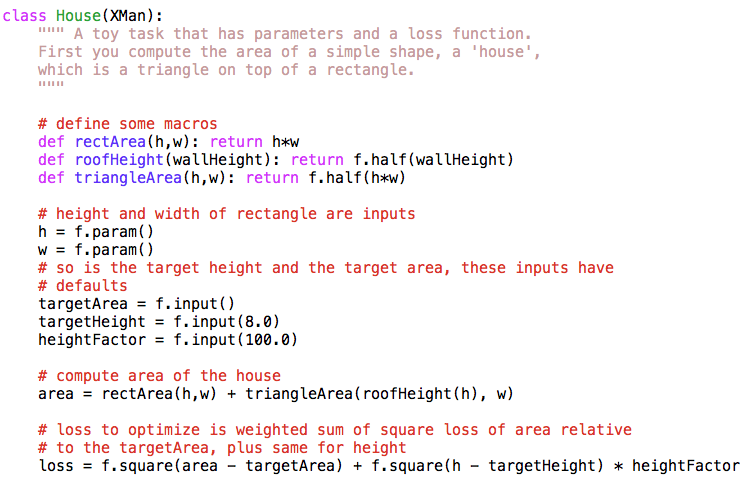 class House(XMan):
    """ A toy task that has parameters and a loss function.
    First you compute the area of a simple shape, a 'house',
    which is a triangle on top of a rectangle.
    """

    # define some macros
    def rectArea(h,w): return h*w
    def roofHeight(wallHeight): return f.half(wallHeight)
    def triangleArea(h,w): return f.half(h*w)

    # height and width of rectangle are inputs
    h = f.param()
    w = f.param()
    # so is the target height and the target area, these inputs have
    # defaults
    targetArea = f.input()
    targetHeight = f.input(8.0)
    heightFactor = f.input(100.0)

    # compute area of the house
    area = rectArea(h,w) + triangleArea(roofHeight(h), w)

    # loss to optimize is weighted sum of square loss of area relative
    # to the targetArea, plus same for height
    loss = f.square(area - targetArea) + f.square(h - targetHeight) * heightFactor